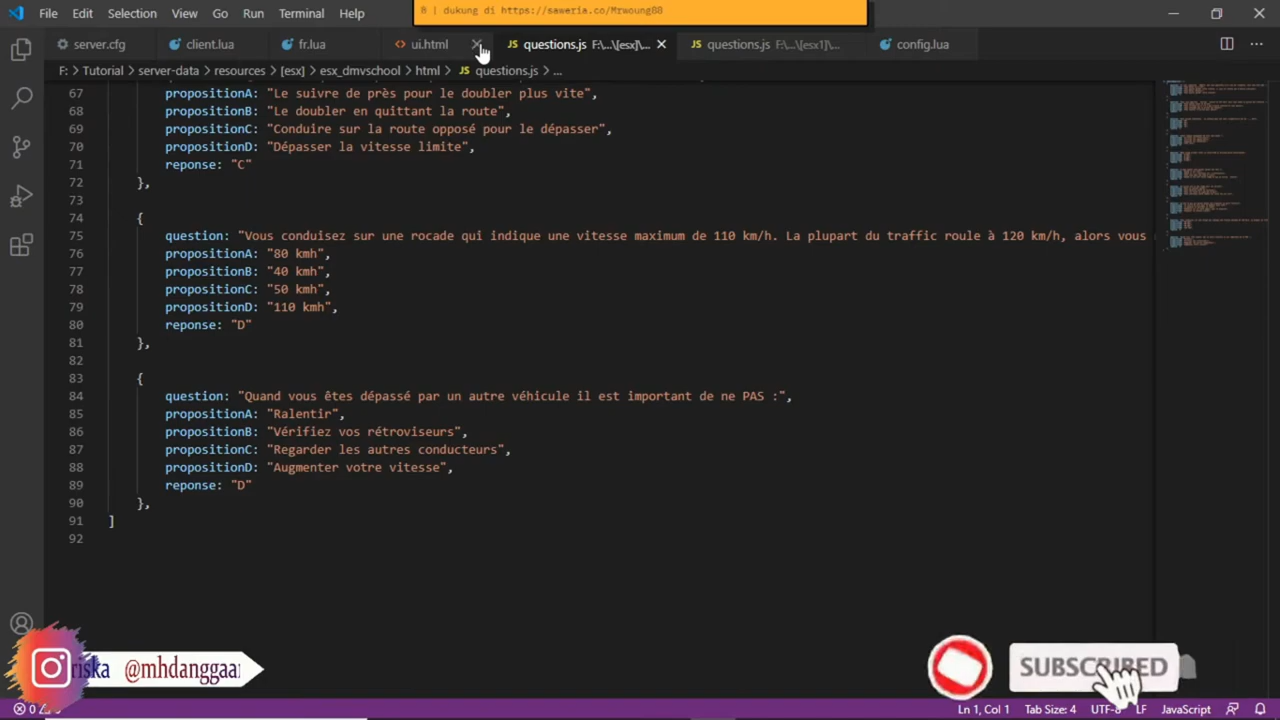 R | dukung di https://saweria.co/Mrwoung88
File Edit Selection View Go Run Terminal Help
server.cfg client.lua fr.lua ui.html questions.js F:\...\[esx]\... questions.js F:\...\[esx1]\... config.lua
F: > Tutorial > server-data > resources > [esx] > esx_dmvschool > html > JS questions.js > ...
67 propositionA: "Le suivre de près pour le doubler plus vite",
68 propositionB: "Le doubler en quittant la route",
69 propositionC: "Conduire sur la route opposé pour le dépasser",
70 propositionD: "Dépasser la vitesse limite",
71 reponse: "C"
72 },
73
74 {
75 question: "Vous conduisez sur une rocade qui indique une vitesse maximum de 110 km/h. La plupart du traffic roule à 120 km/h, alors vous
76 propositionA: "80 kmh",
77 propositionB: "40 kmh",
78 propositionC: "50 kmh",
79 propositionD: "110 kmh",
80 reponse: "D"
81 },
82
83 {
84 question: "Quand vous êtes dépassé par un autre véhicule il est important de ne PAS :",
85 propositionA: "Ralentir",
86 propositionB: "Vérifiez vos rétroviseurs",
87 propositionC: "Regarder les autres conducteurs",
88 propositionD: "Augmenter votre vitesse",
89 reponse: "D"
90 },
91 ]
92
riska @mhdanggaar
SUBSCRIBED
0 Ln 1, Col 1 Tab Size: 4 UTF-8 LF JavaScript